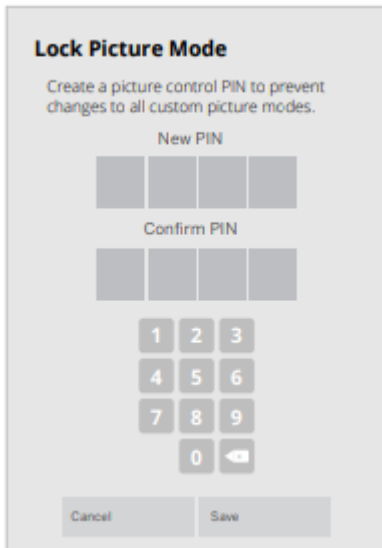 Lock Picture Mode
Create a picture control PIN to prevent
changes to all custom picture modes.
New PIN
Confirm PIN
1 2 3
4 5 6
7 8 9
0
Cancel Save